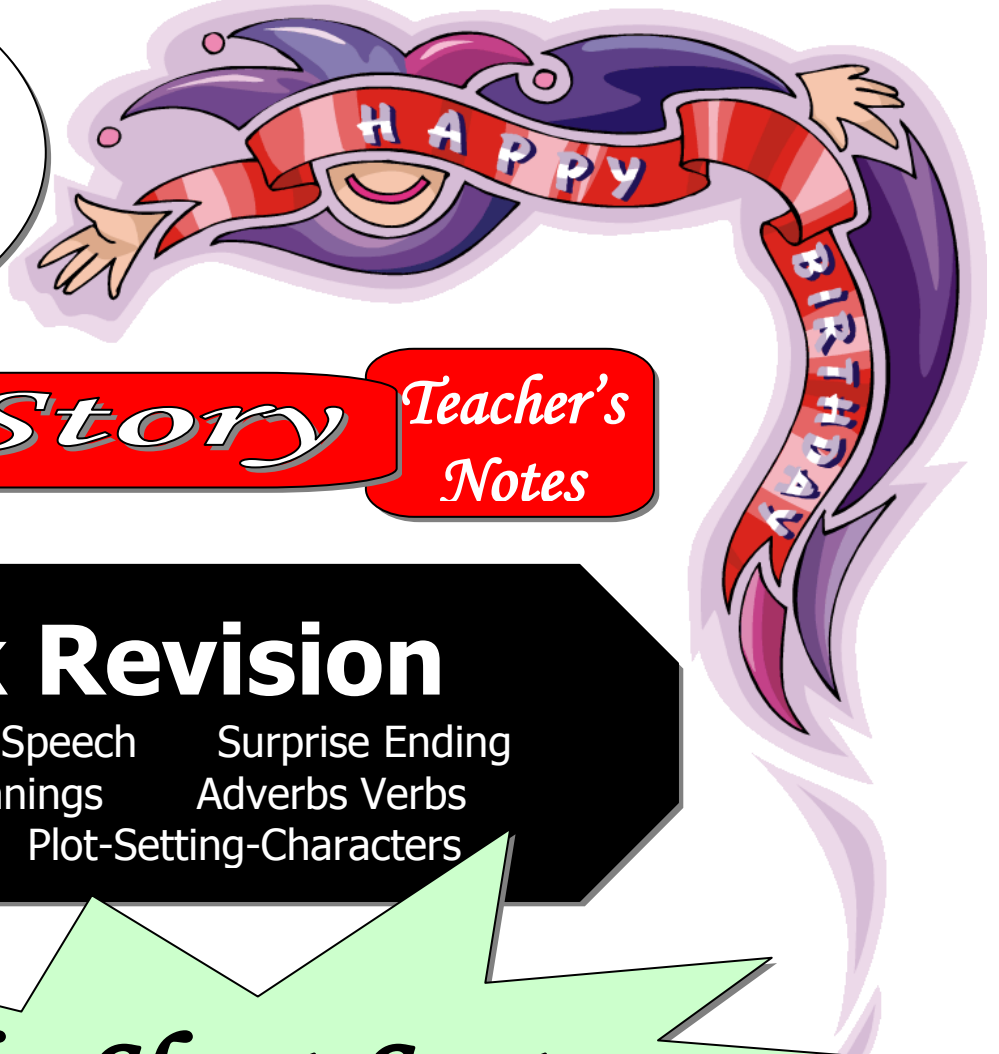 HAPPY
BIRTHDAY
Story
Teacher's
Notes
Revision
Speech Surprise Ending
Adverbs Verbs
Plot-Setting-Characters